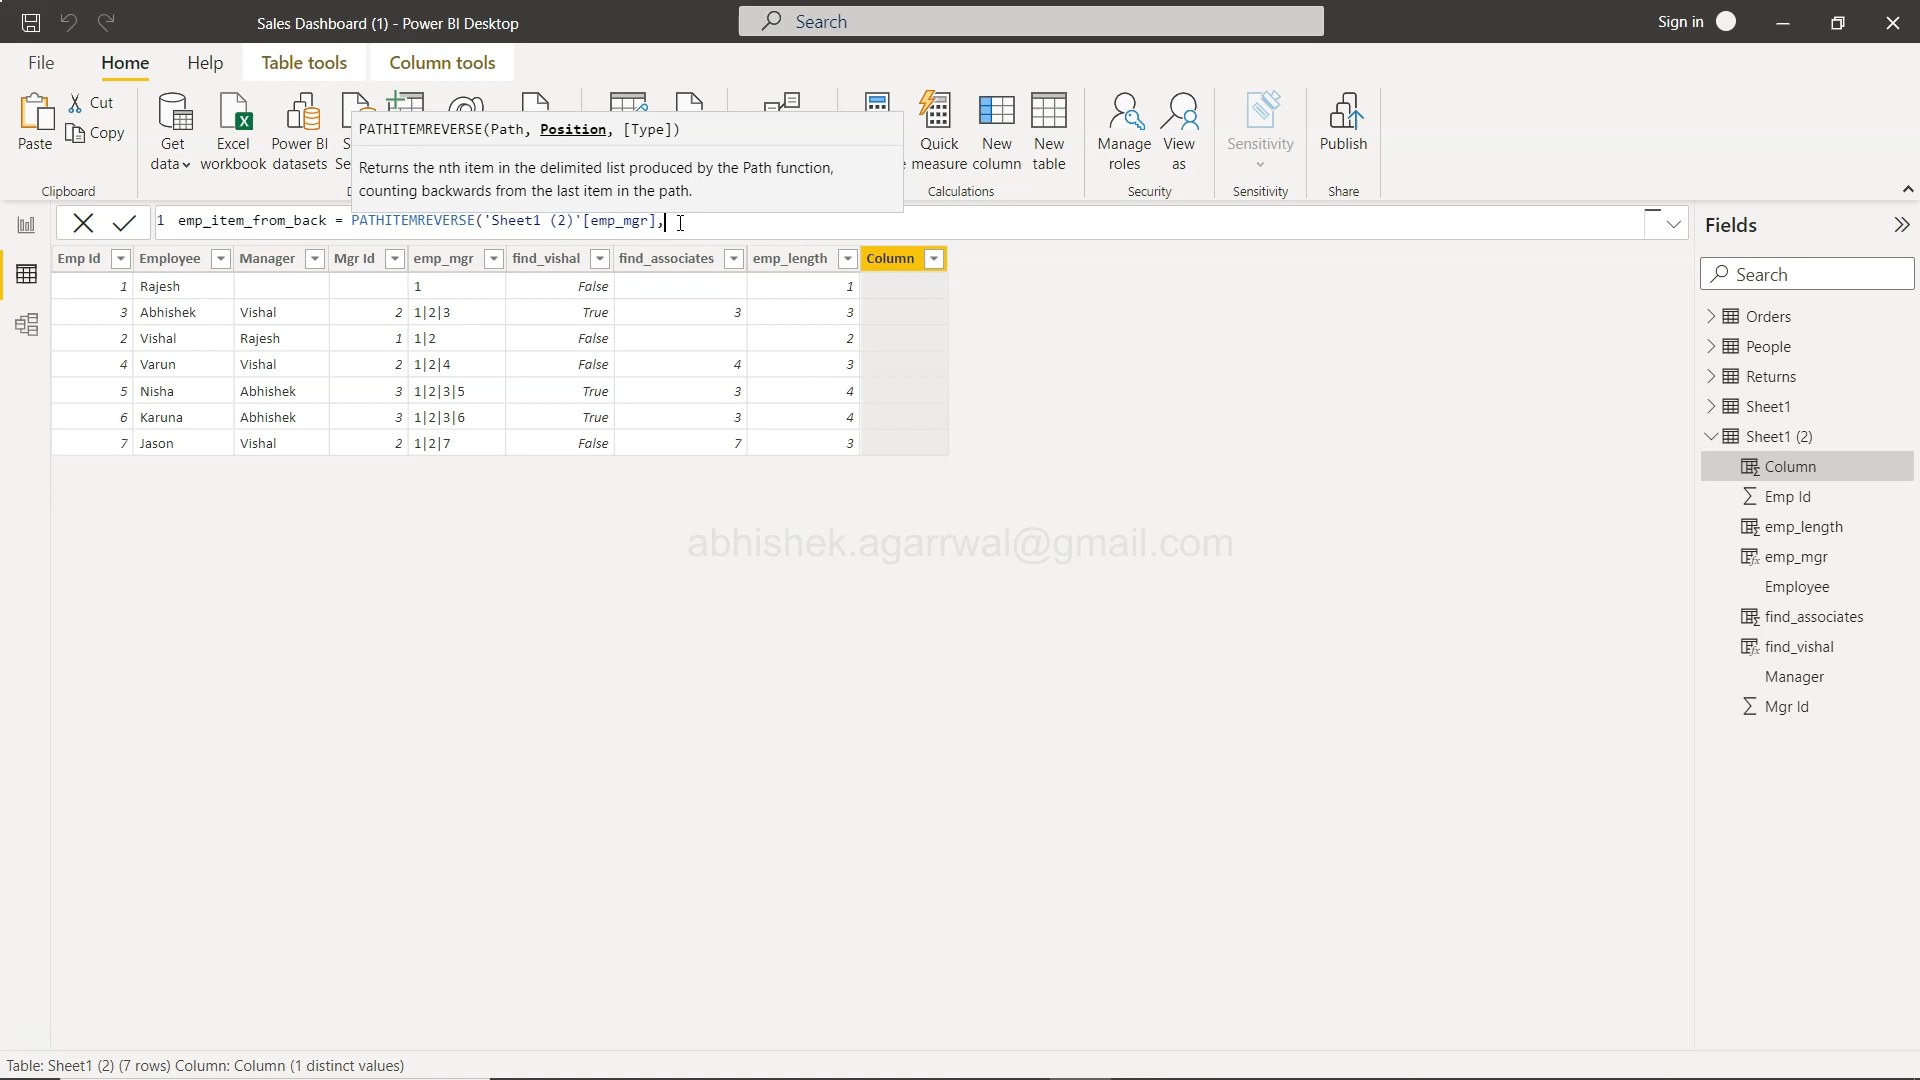 Sales Dashboard (1) - Power BI Desktop
Search
Sign in
File
Home
Help
Table tools
Column tools
Paste
Cut
Copy
Clipboard
Get data
Excel workbook
Power BI datasets
PATHITEMREVERSE(Path, Position, [Type])
Returns the nth item in the delimited list produced by the Path function,
counting backwards from the last item in the path.
Quick measure
New column
New table
Calculations
Manage roles
View as
Security
Sensitivity
Sensitivity
Publish
Share
1 emp_item_from_back = PATHITEMREVERSE('Sheet1 (2)'[emp_mgr],
Emp Id Employee Manager Mgr Id emp_mgr find_vishal find_associates emp_length Column
1 Rajesh 1 False 1
3 Abhishek Vishal 2 1|2|3 True 3 3
2 Vishal Rajesh 1 1|2 False 2
4 Varun Vishal 2 1|2|4 False 4 3
5 Nisha Abhishek 3 1|2|3|5 True 3 4
6 Karuna Abhishek 3 1|2|3|6 True 3 4
7 Jason Vishal 2 1|2|7 False 7 3
abhishek.agarrwal@gmail.com
Fields
Search
Orders
People
Returns
Sheet1
Sheet1 (2)
Column
Emp Id
emp_length
emp_mgr
Employee
find_associates
find_vishal
Manager
Mgr Id
Table: Sheet1 (2) (7 rows) Column: Column (1 distinct values)